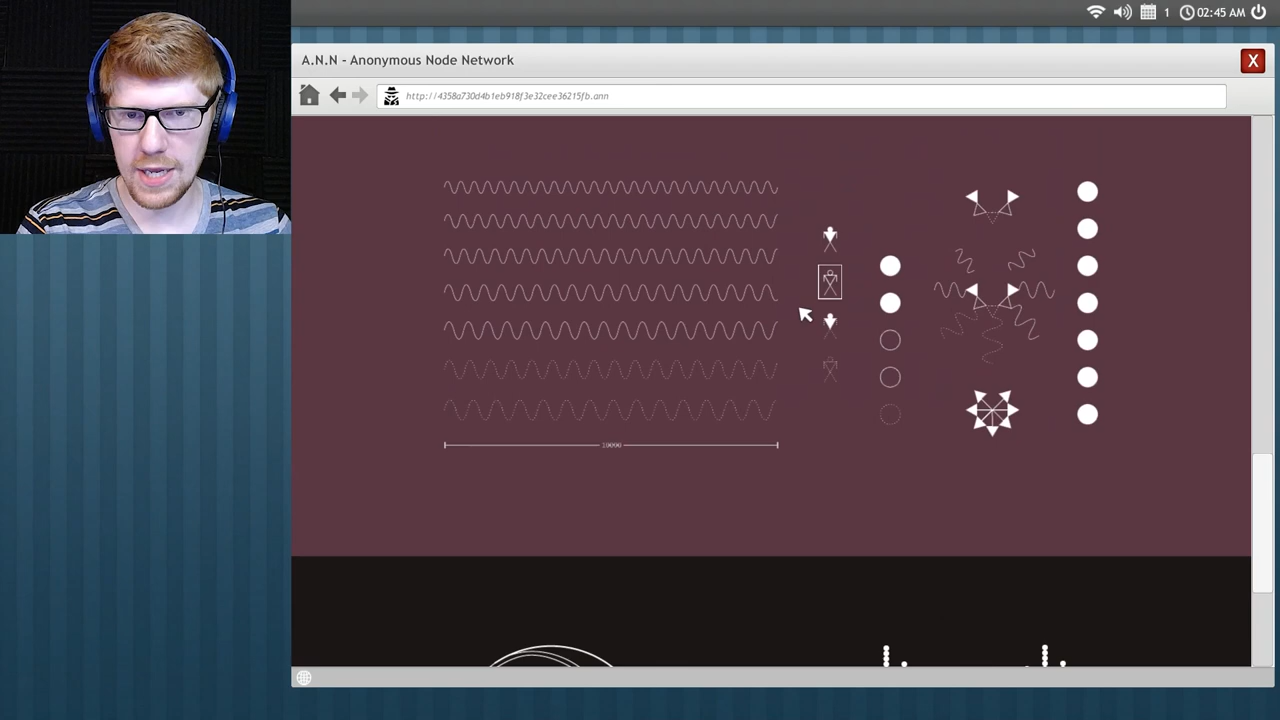 1
02:45 AM
A.N.N - Anonymous Node Network
X
http://4358a730d4b1eb918f3e32cee36215fb.ann